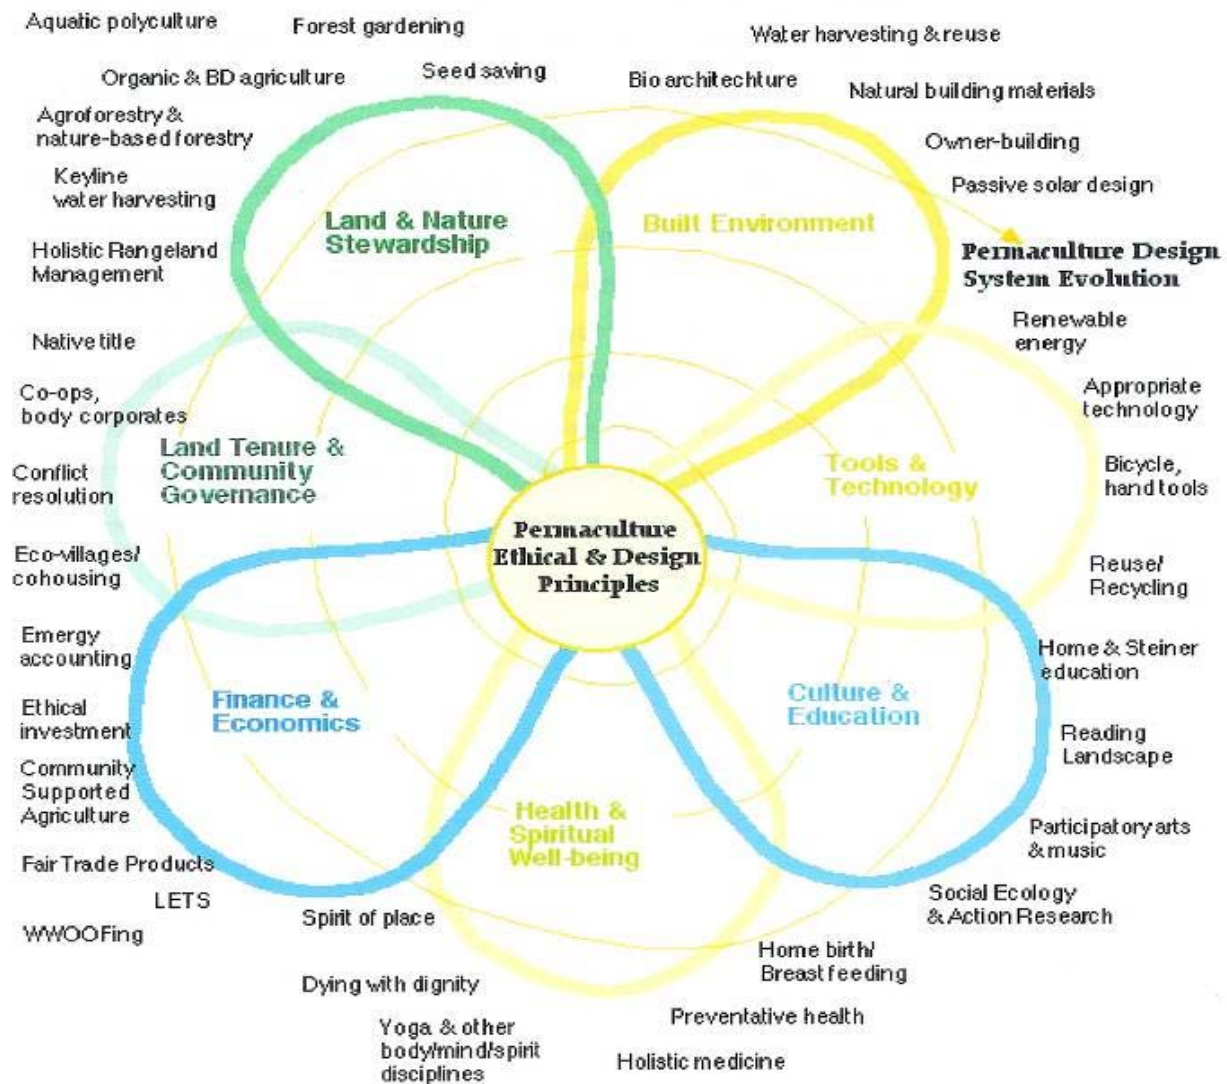 Aquatic polyculture
Forest gardening
Water harvesting & reuse
Organic & BD agriculture
Seed saving
Bio architechture
Natural building materials
Agroforestry &
nature-based forestry
Owner-building
Keyline
water harvesting
Passive solar design
Land & Nature
Stewardship
Built Environment
Holistic Rangeland
Management
Permaculture Design
System Evolution
Native title
Renewable
energy
Co-ops,
body corporates
Appropriate
technology
Land Tenure &
Community
Governance
Tools &
Technology
Conflict
resolution
Bicycle,
hand tools
Permaculture
Ethical & Design
Principles
Eco-villages/
cohousing
Reuse/
Recycling
Emergy
accounting
Home & Steiner
education
Finance &
Economics
Culture &
Education
Ethical
investment
Reading
Landscape
Community
Supported
Agriculture
Health &
Spiritual
Well-being
Participatory arts
& music
Fair Trade Products
LETS
Social Ecology
& Action Research
Spirit of place
WWOOFing
Home birth/
Breast feeding
Dying with dignity
Preventative health
Yoga & other
body/mind/spirit
disciplines
Holistic medicine